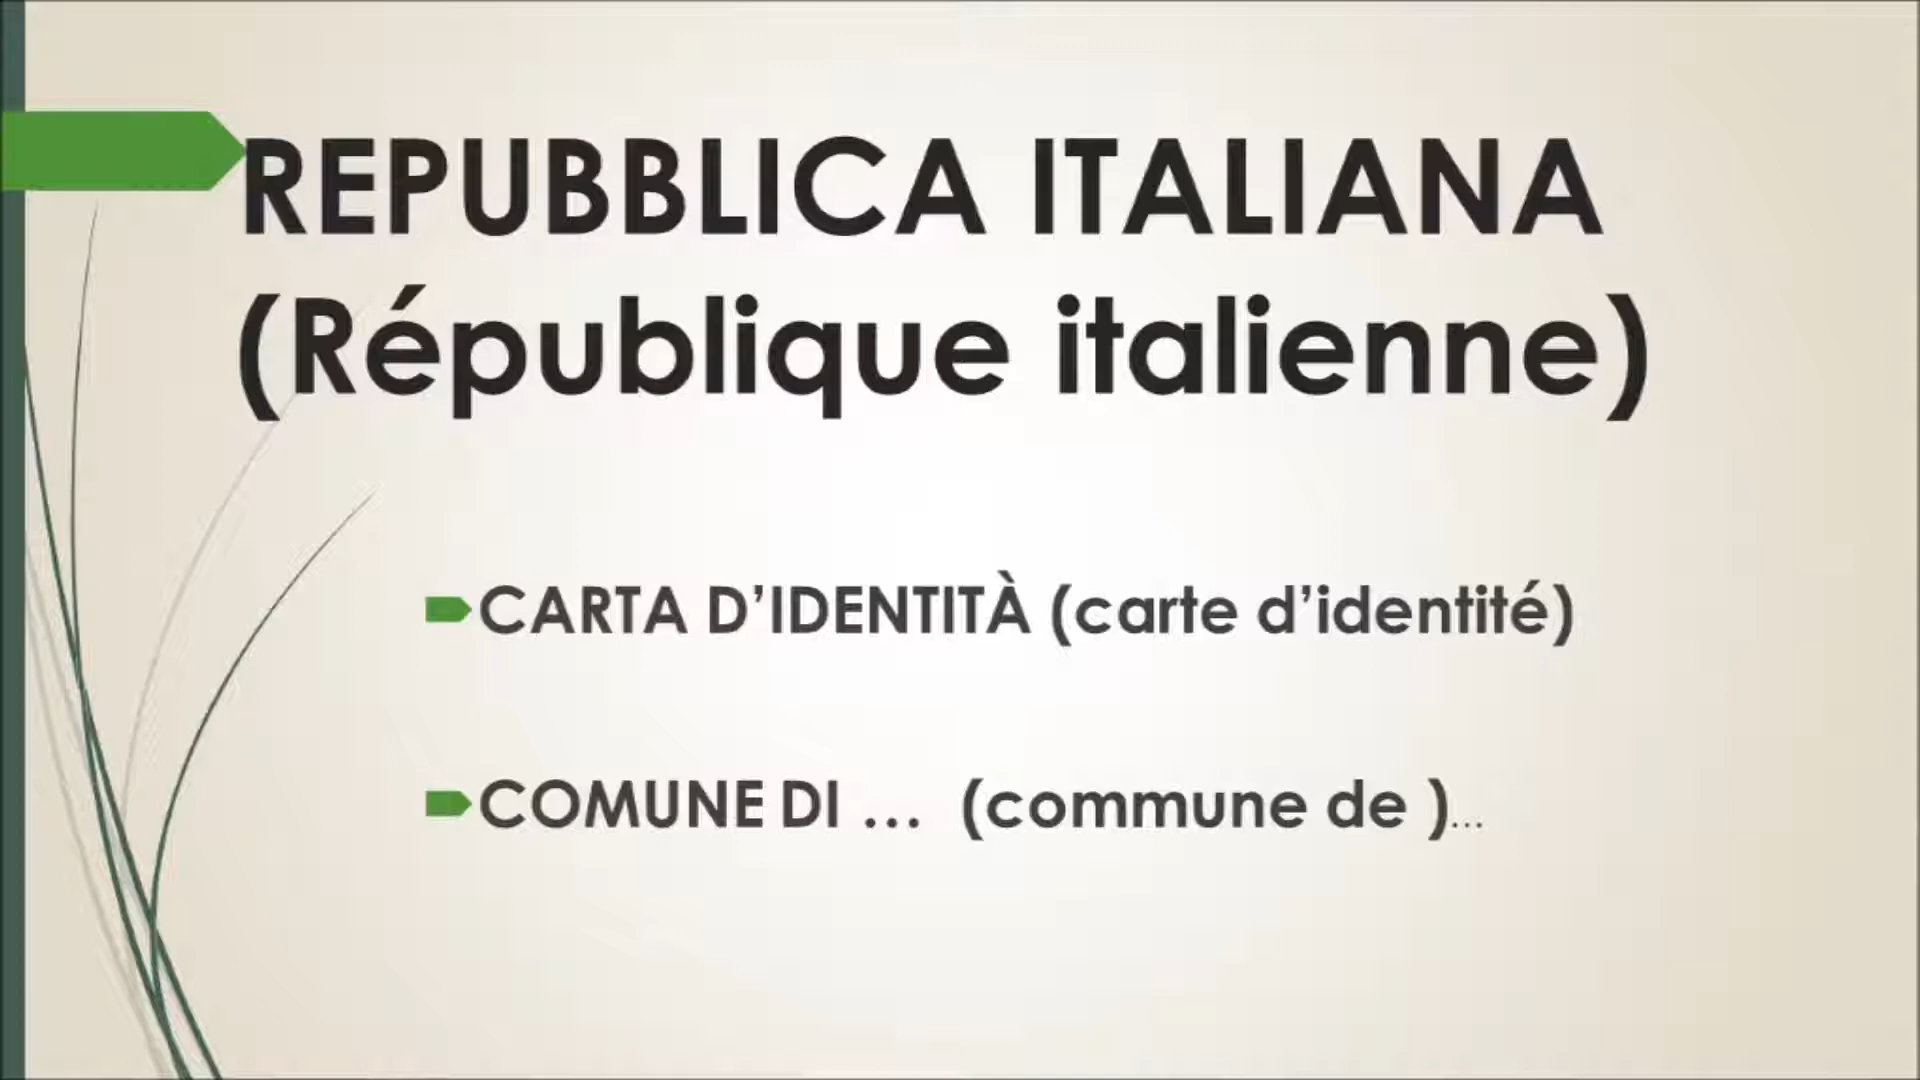 REPUBBLICA ITALIANA
(République italienne)
CARTA D’IDENTITÀ (carte d’identité)
COMUNE DI … (commune de )…